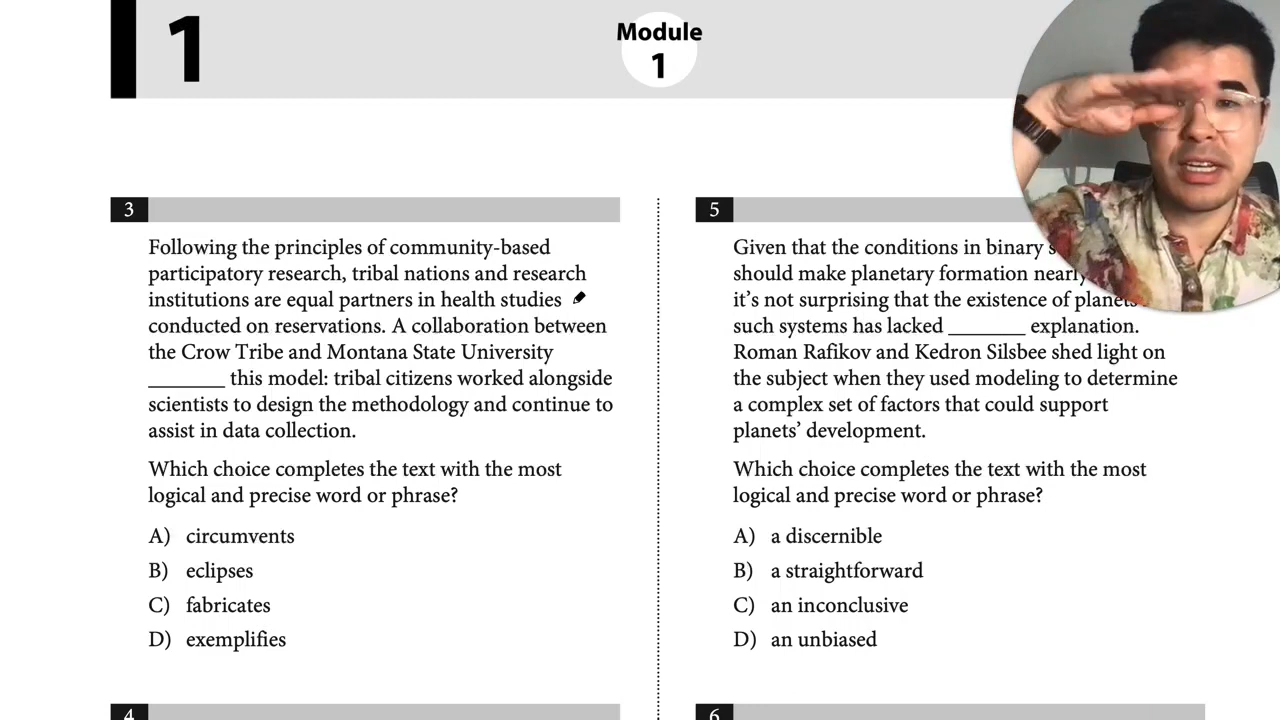 1
Module
1
3
Following the principles of community-based
participatory research, tribal nations and research
institutions are equal partners in health studies
conducted on reservations. A collaboration between
the Crow Tribe and Montana State University
_______ this model: tribal citizens worked alongside
scientists to design the methodology and continue to
assist in data collection.
Which choice completes the text with the most
logical and precise word or phrase?
A) circumvents
B) eclipses
C) fabricates
D) exemplifies
4
5
Given that the conditions in binary
should make planetary formation nearly
it’s not surprising that the existence of planets
such systems has lacked _______ explanation.
Roman Rafikov and Kedron Silsbee shed light on
the subject when they used modeling to determine
a complex set of factors that could support
planets’ development.
Which choice completes the text with the most
logical and precise word or phrase?
A) a discernible
B) a straightforward
C) an inconclusive
D) an unbiased
6